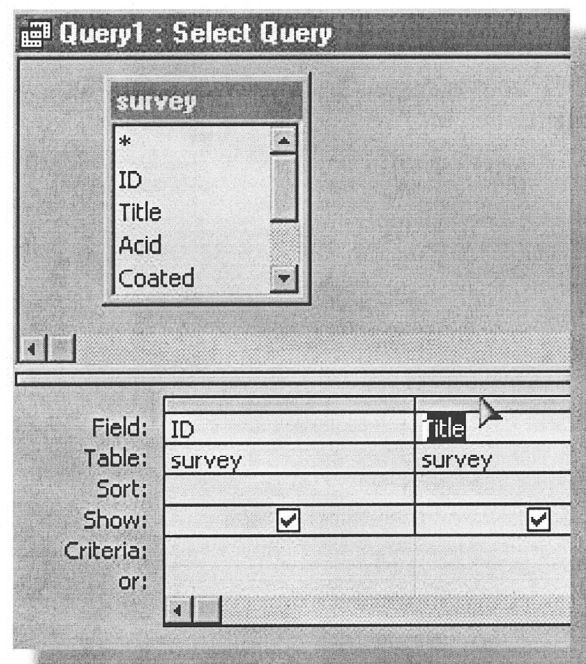 Query1 : Select Query
survey
*
ID
Title
Acid
Coated
Field: ID Title
Table: survey survey
Sort:
Show:
Criteria:
or: